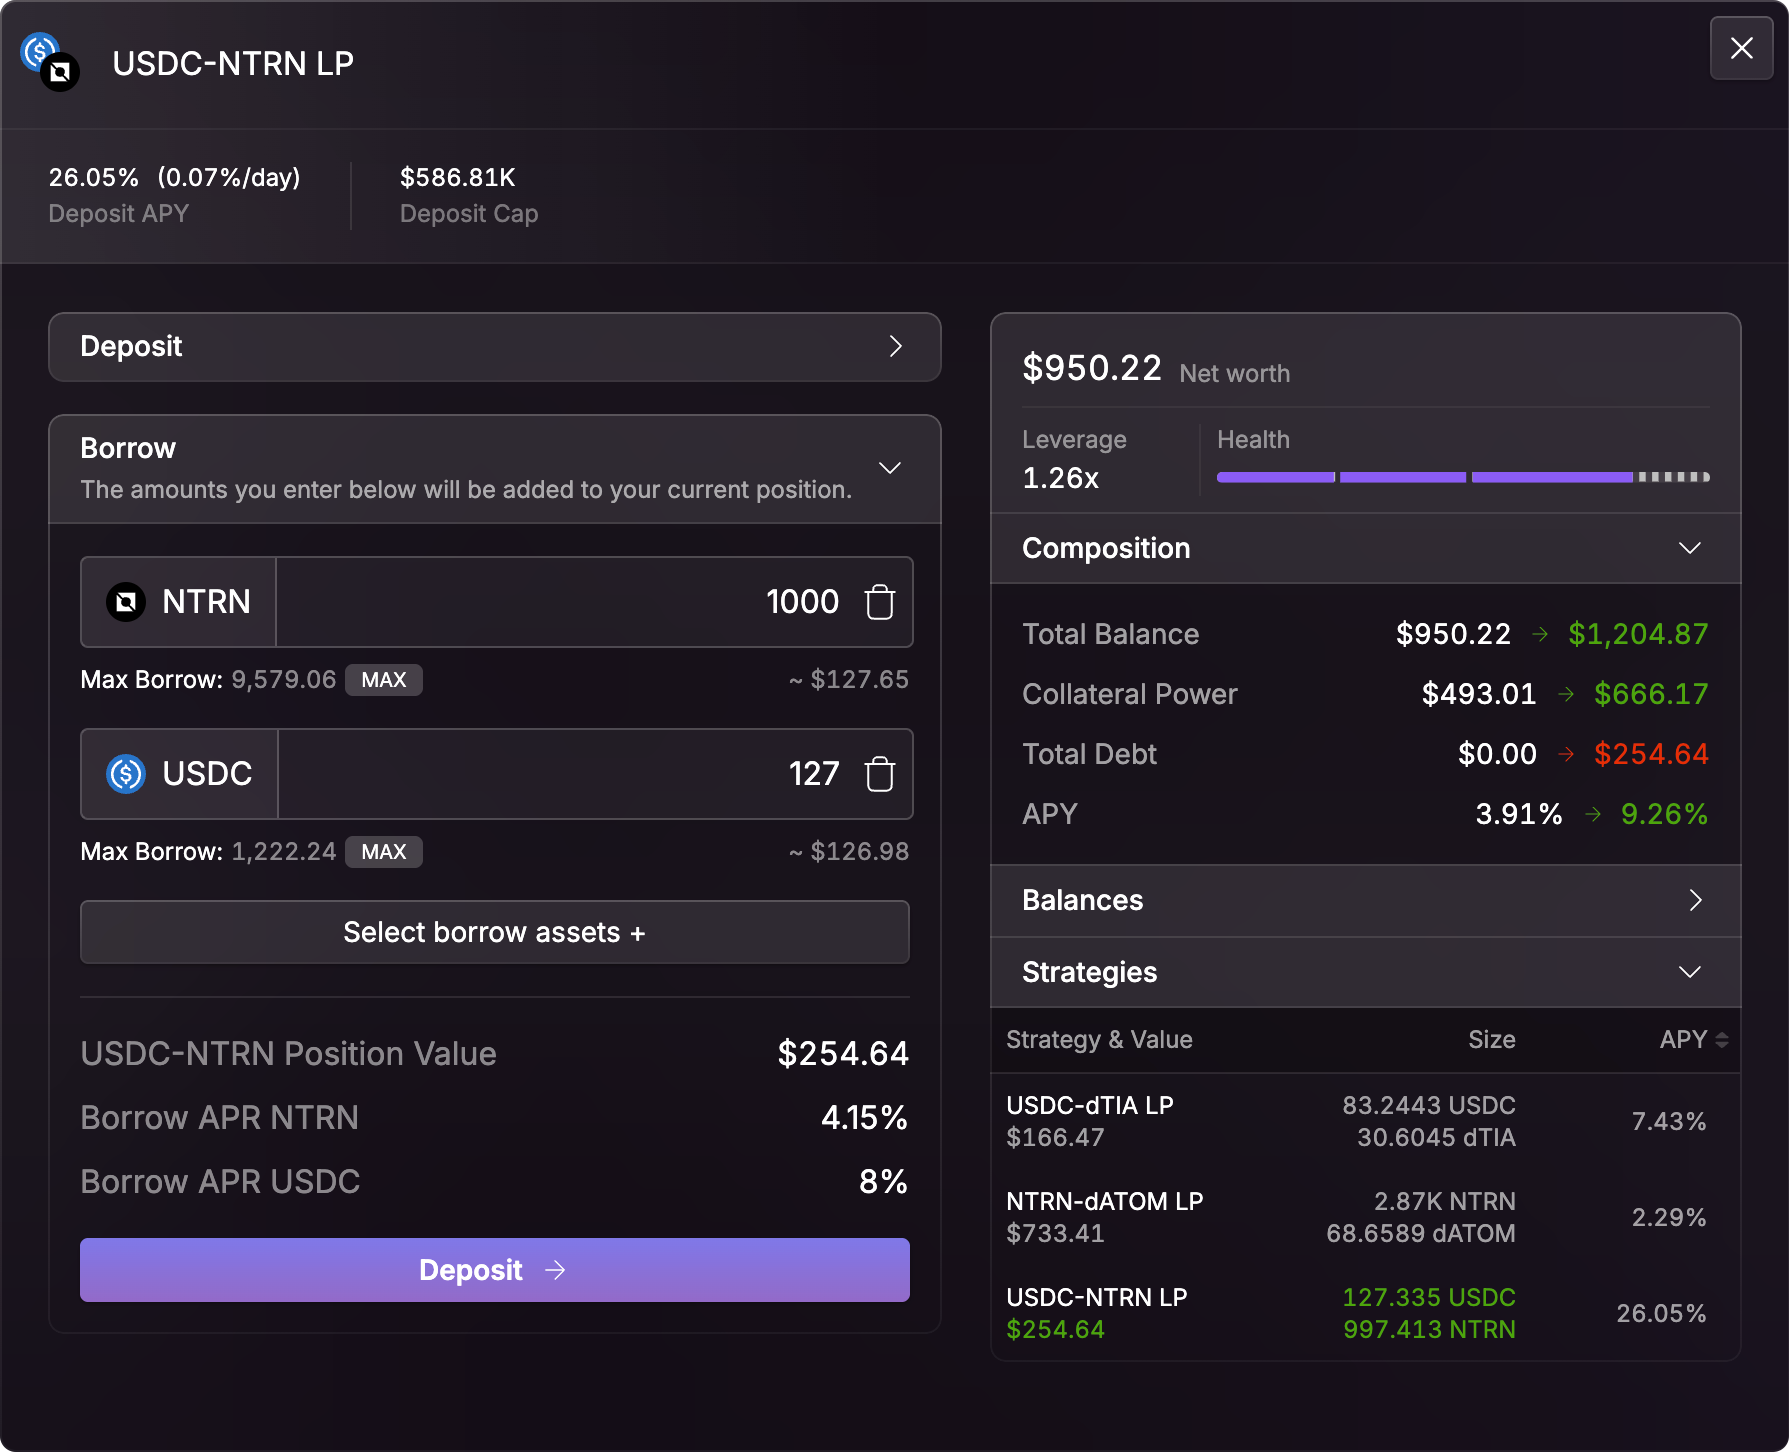 USDC-NTRN LP
26.05% (0.07%/day)
Deposit APY
$586.81K
Deposit Cap
Deposit
Borrow
The amounts you enter below will be added to your current position.
NTRN
1000
Max Borrow: 9,579.06 MAX
~ $127.65
USDC
127
Max Borrow: 1,222.24 MAX
~ $126.98
Select borrow assets +
USDC-NTRN Position Value
$254.64
Borrow APR NTRN
4.15%
Borrow APR USDC
8%
Deposit →
$950.22 Net worth
Leverage
1.26x
Health
Composition
Total Balance
$950.22 → $1,204.87
Collateral Power
$493.01 → $666.17
Total Debt
$0.00 → $254.64
APY
3.91% → 9.26%
Balances
Strategies
Strategy & Value
Size
APY
USDC-dTIA LP
$166.47
83.2443 USDC
30.6045 dTIA
7.43%
NTRN-dATOM LP
$733.41
2.87K NTRN
68.6589 dATOM
2.29%
USDC-NTRN LP
$254.64
127.335 USDC
997.413 NTRN
26.05%